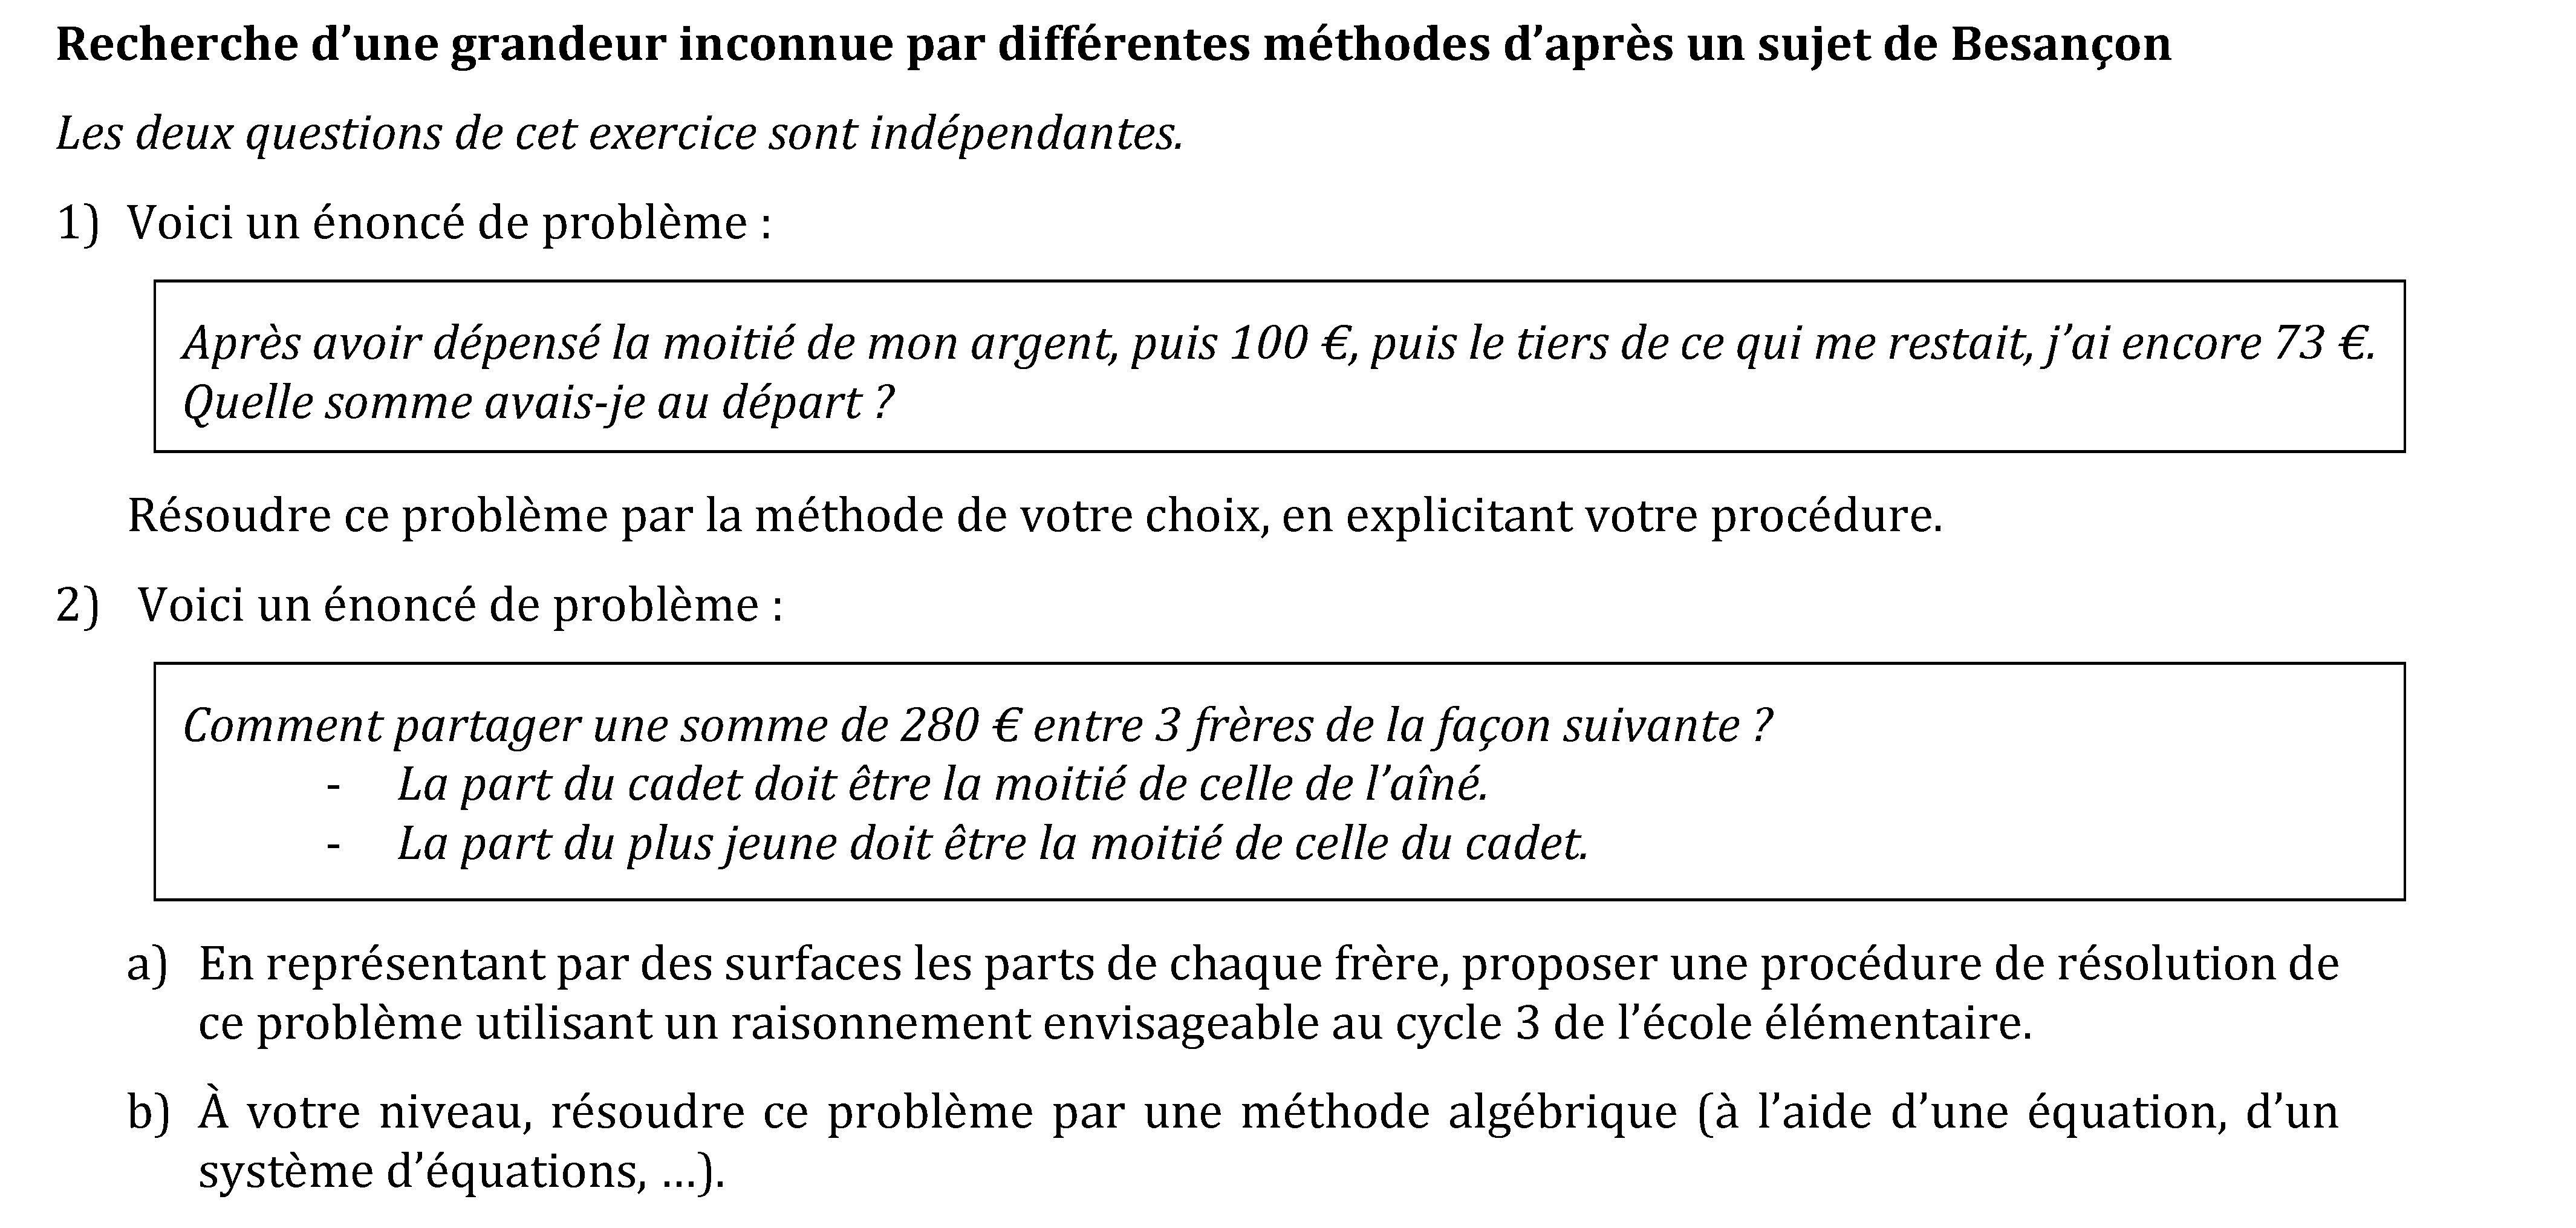 Recherche d’une grandeur inconnue par différentes méthodes d’après un sujet de Besançon
Les deux questions de cet exercice sont indépendantes.
1) Voici un énoncé de problème :
Après avoir dépensé la moitié de mon argent, puis 100 €, puis le tiers de ce qui me restait, j’ai encore 73 €.
Quelle somme avais-je au départ ?
Résoudre ce problème par la méthode de votre choix, en explicitant votre procédure.
2) Voici un énoncé de problème :
Comment partager une somme de 280 € entre 3 frères de la façon suivante ?
- La part du cadet doit être la moitié de celle de l’aîné.
- La part du plus jeune doit être la moitié de celle du cadet.
a) En représentant par des surfaces les parts de chaque frère, proposer une procédure de résolution de
ce problème utilisant un raisonnement envisageable au cycle 3 de l’école élémentaire.
b) À votre niveau, résoudre ce problème par une méthode algébrique (à l’aide d’une équation, d’un
système d’équations, …).